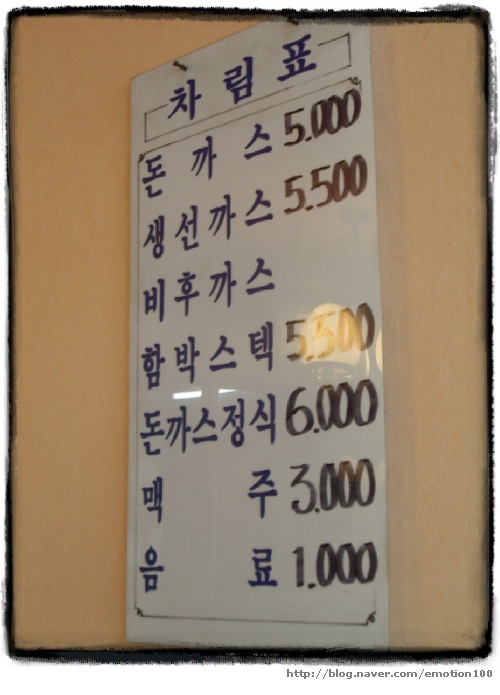 차림표
돈까스 5.000
생선까스 5.500
비후까스
함박스텍 5.500
돈까스정식 6.000
맥주 3.000
음료 1.000
http://blog.naver.com/emotion100